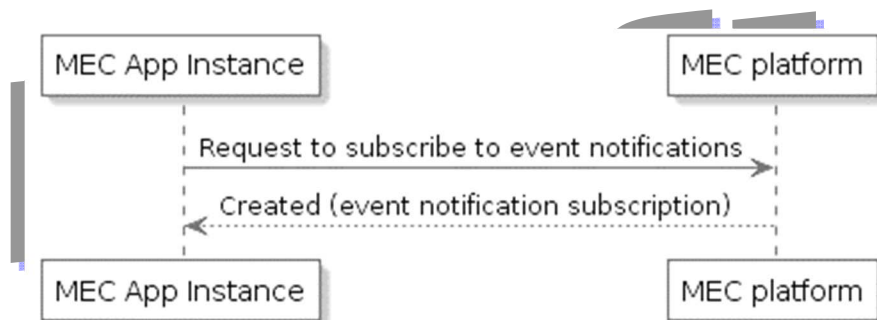 MEC App Instance
MEC platform
Request to subscribe to event notifications
Created (event notification subscription)
MEC App Instance
MEC platform